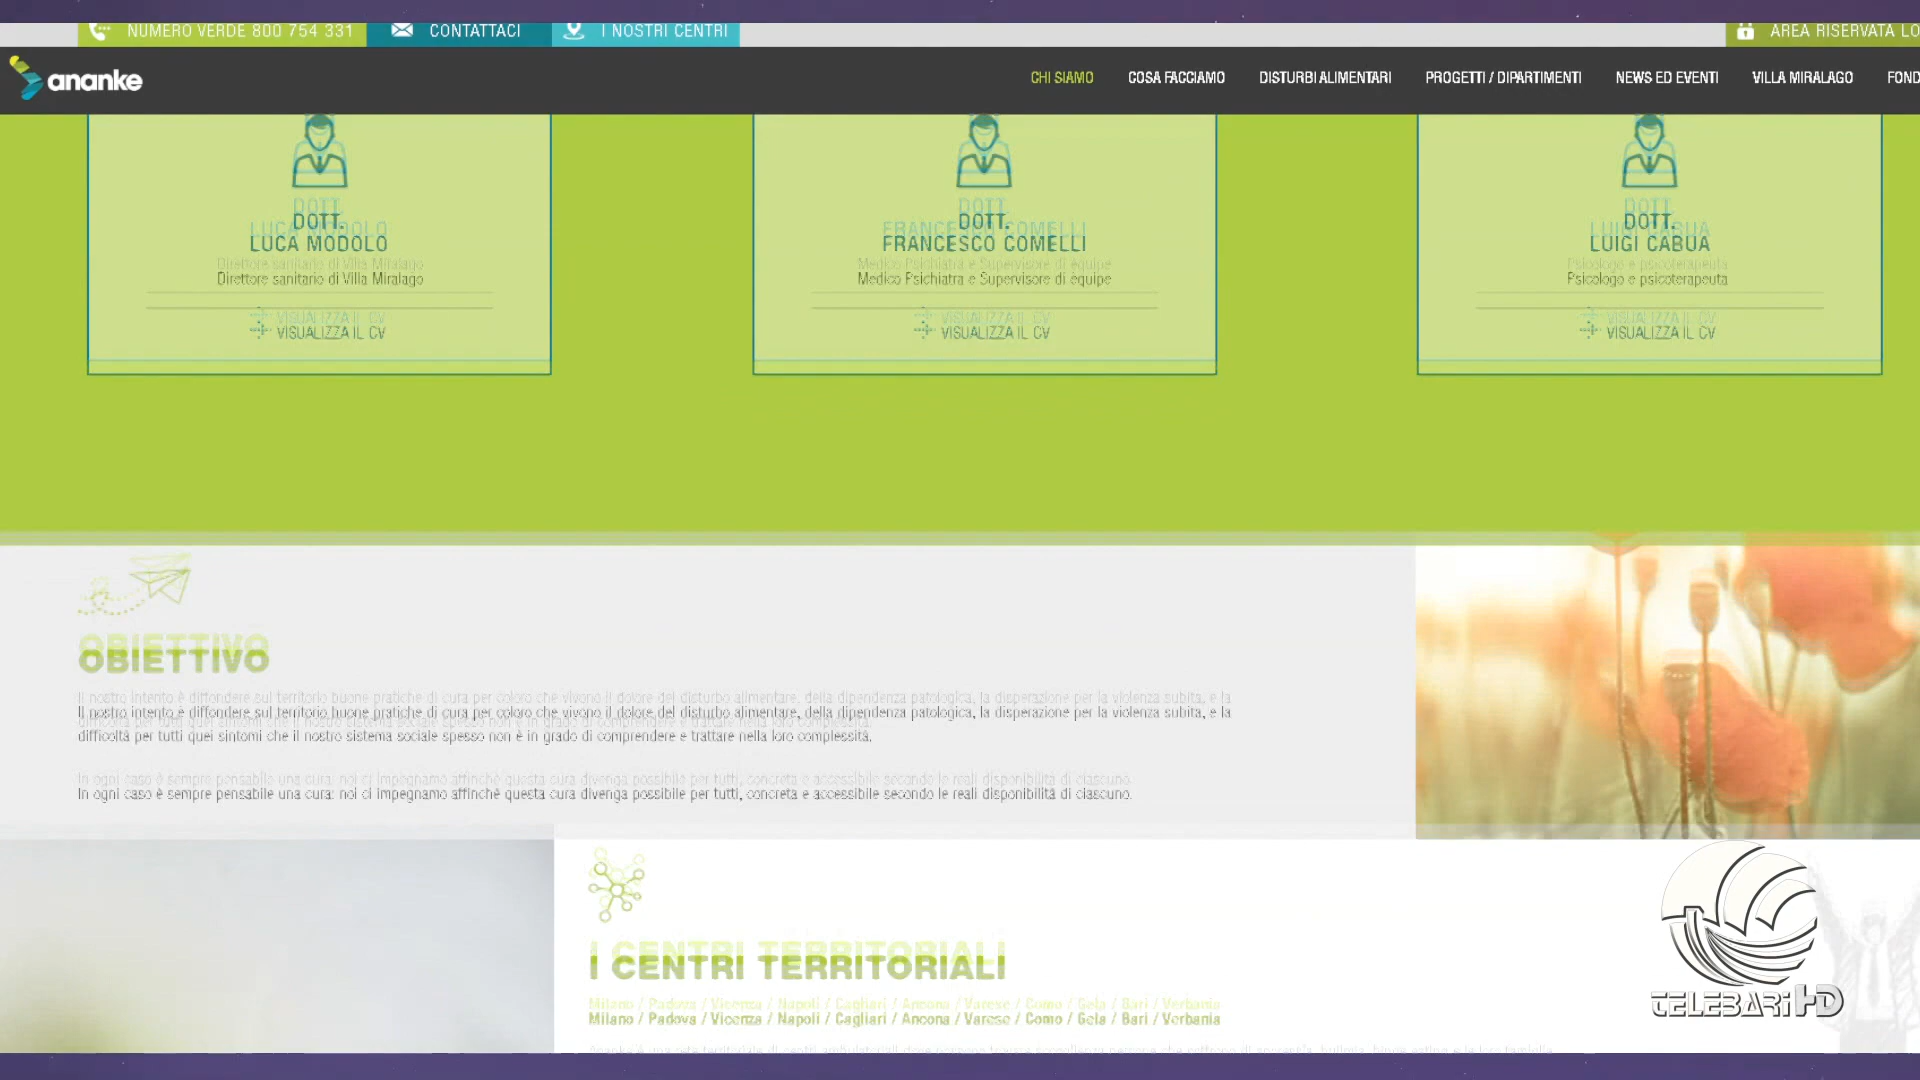 NUMERO VERDE 800 754 331
CONTATTACI
I NOSTRI CENTRI
AREA RISERVATA LO
ananke
CHI SIAMO
COSA FACCIAMO
DISTURBI ALIMENTARI
PROGETTI / DIPARTIMENTI
NEWS ED EVENTI
VILLA MIRALAGO
FOND
DOTT.
LUCA MODOLO
Direttore sanitario di Villa Miralago
VISUALIZZA IL CV
DOTT.
FRANCESCO COMELLI
Medico Psichiatra e Supervisore di équipe
VISUALIZZA IL CV
DOTT.
LUIGI CABUA
Psicologo e psicoterapeuta
VISUALIZZA IL CV
OBIETTIVO
Il nostro intento è diffondere sul territorio buone pratiche di cura per coloro che vivono il dolore del disturbo alimentare, della dipendenza patologica, la disperazione per la violenza subita, e la
difficoltà per tutti quei sintomi che il nostro sistema sociale spesso non è in grado di comprendere e trattare nella loro complessità.
In ogni caso è sempre pensabile una cura: noi ci impegnamo affinchè questa cura divenga possibile per tutti, concreta e accessibile secondo le reali disponibilità di ciascuno.
I CENTRI TERRITORIALI
Milano / Padova / Vicenza / Napoli / Cagliari / Ancona / Varese / Como / Gela / Bari / Verbania
TELEBARI HD